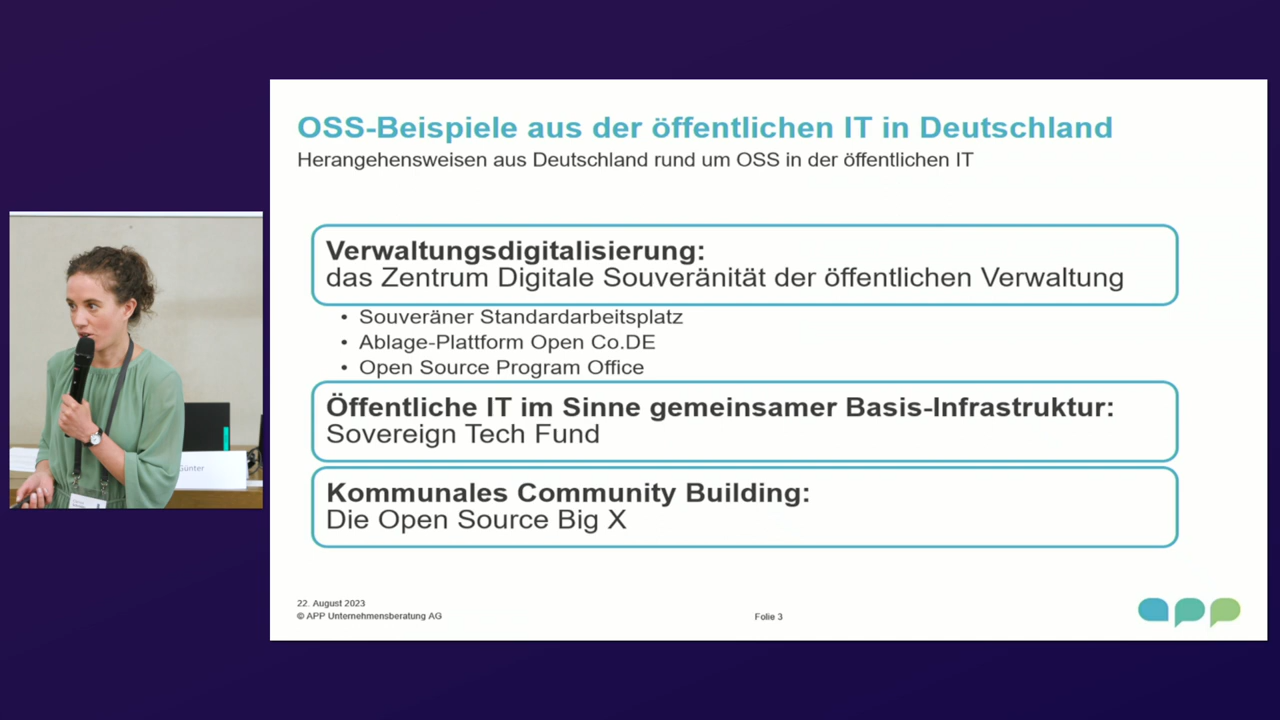 OSS-Beispiele aus der öffentlichen IT in Deutschland
Herangehensweisen aus Deutschland rund um OSS in der öffentlichen IT
Verwaltungsdigitalisierung:
das Zentrum Digitale Souveränität der öffentlichen Verwaltung
• Souveräner Standardarbeitsplatz
• Ablage-Plattform Open Co.DE
• Open Source Program Office
Öffentliche IT im Sinne gemeinsamer Basis-Infrastruktur:
Sovereign Tech Fund
Kommunales Community Building:
Die Open Source Big X
22. August 2023
© APP Unternehmensberatung AG
Folie 3
app
Günter